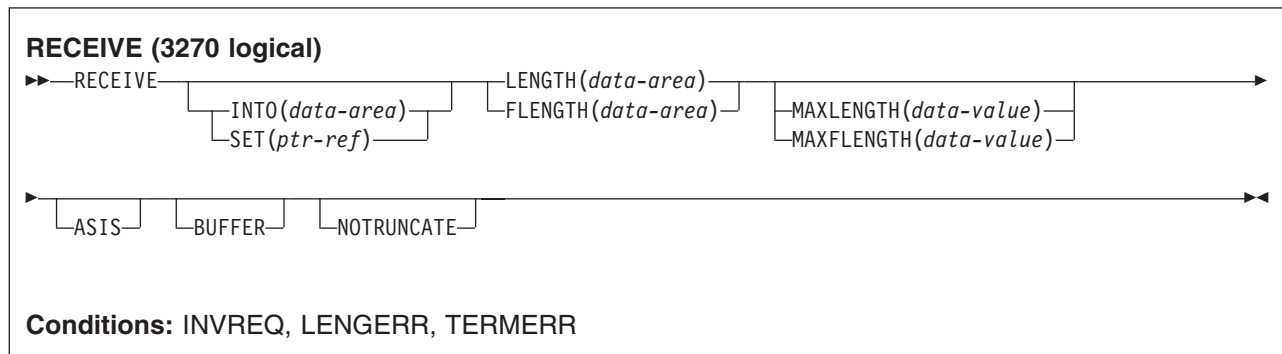 RECEIVE (3270 logical)
RECEIVE LENGTH(data-area)
INTO(data-area) FLENGTH(data-area) MAXLENGTH(data-value)
SET(ptr-ref) MAXFLENGTH(data-value)
ASIS BUFFER NOTRUNCATE
Conditions: INVREQ, LENGERR, TERMERR